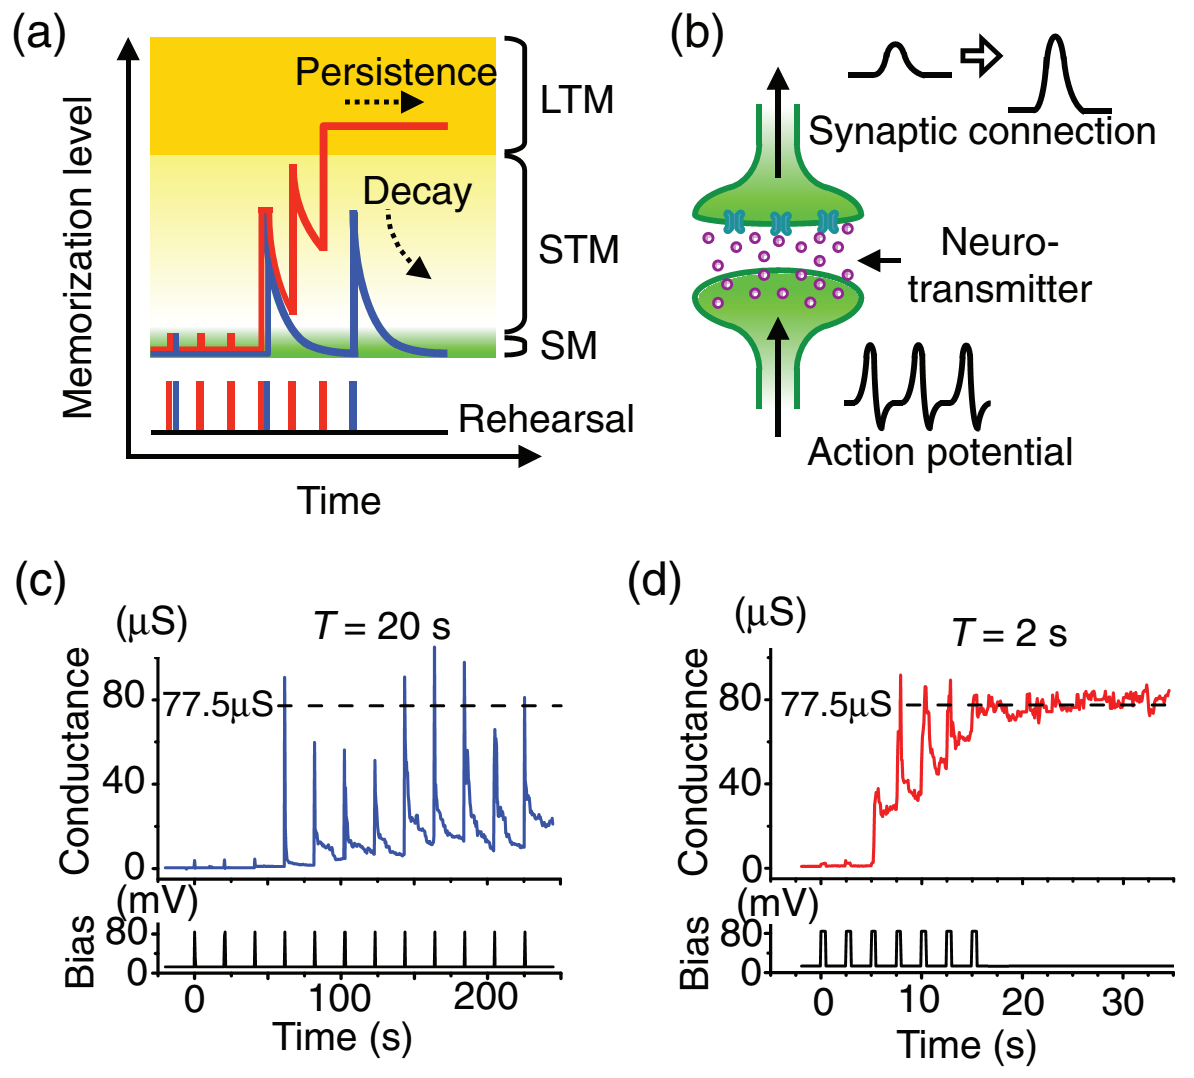 (a)
Memorization level
Persistence
LTM
Decay
STM
SM
Rehearsal
Time
(b)
Synaptic connection
Neuro-
transmitter
Action potential
(c)
(μS)
T = 20 s
Conductance
80
77.5μS
40
0
(mV)
Bias
80
0
0
100
200
Time (s)
(d)
(μS)
T = 2 s
Conductance
80
77.5μS
40
0
(mV)
Bias
80
0
0
10
20
30
Time (s)